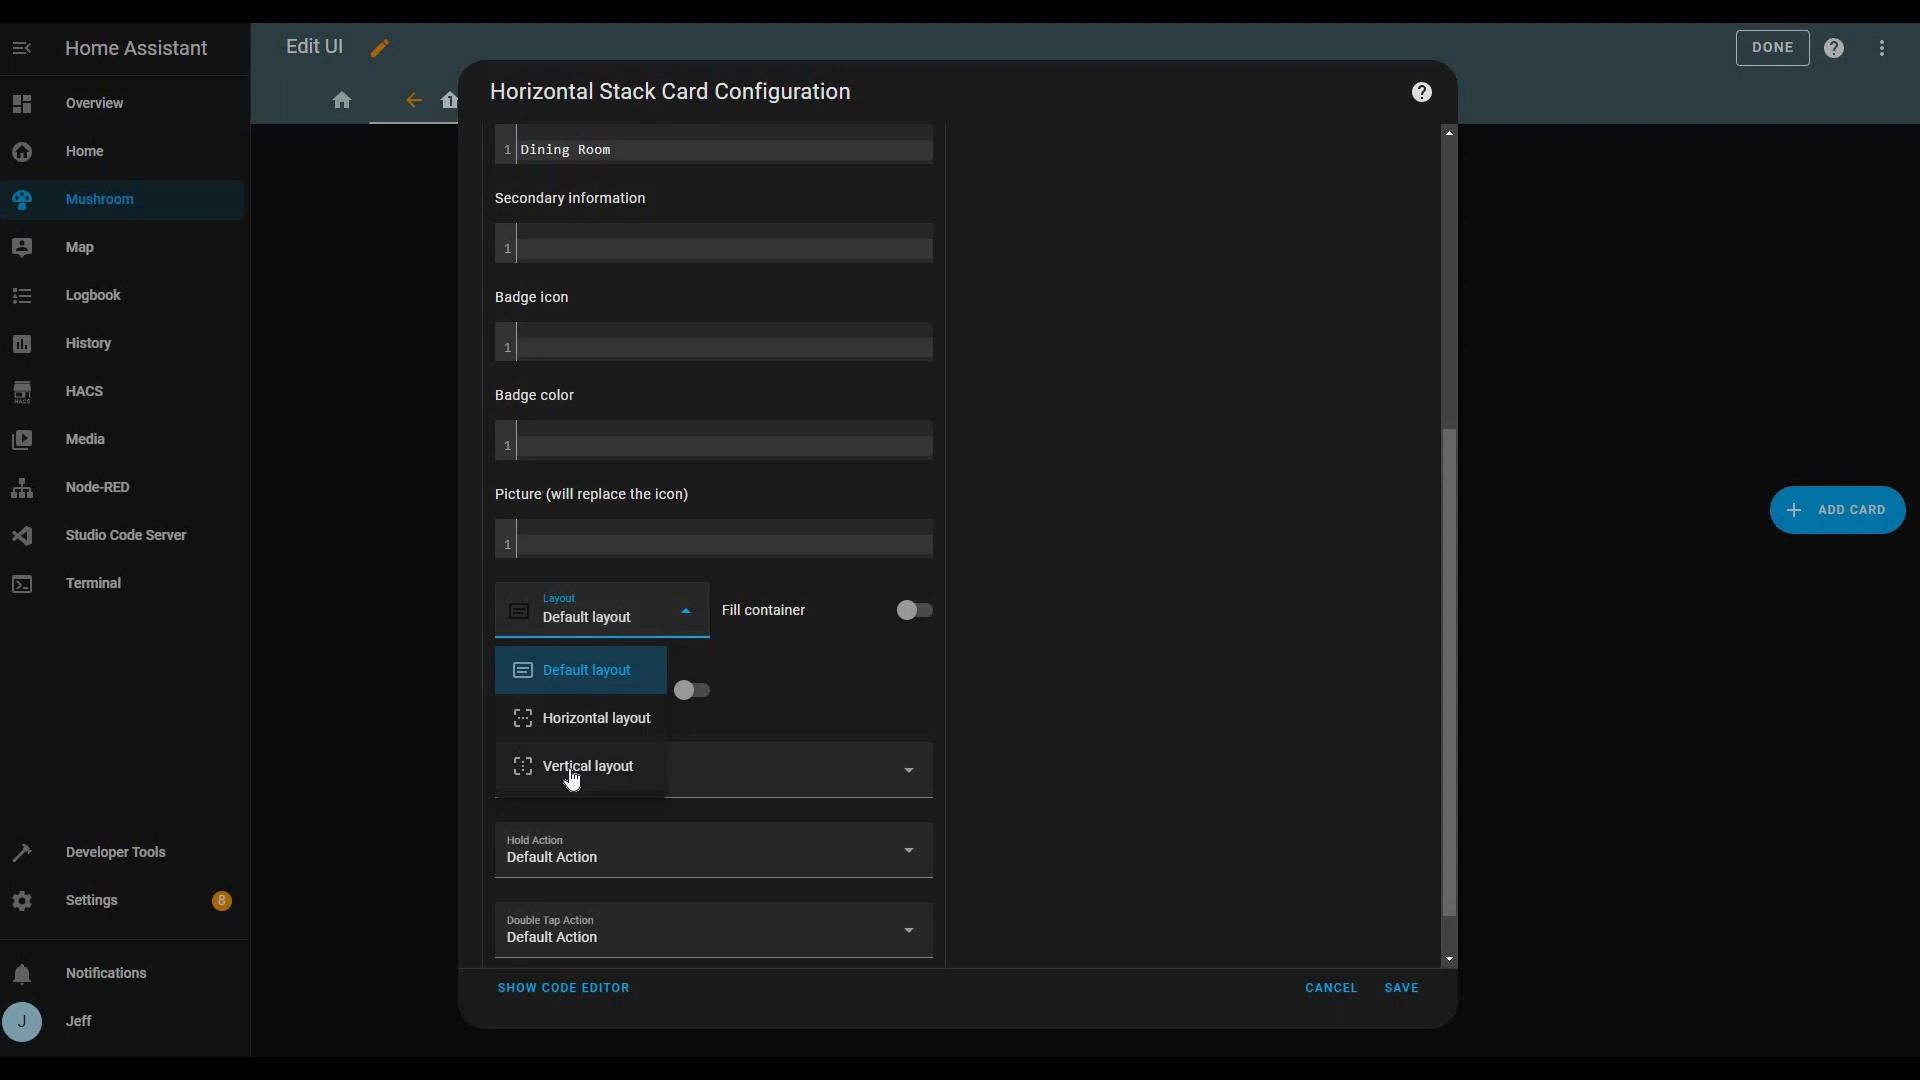 Home Assistant
Overview
Home
Mushroom
Map
Logbook
History
HACS
HACS
Media
Node-RED
Studio Code Server
Terminal
Developer Tools
Settings
8
Notifications
J
Jeff
Edit UI
DONE
1
Horizontal Stack Card Configuration
1
Dining Room
Secondary information
1
Badge icon
1
Badge color
1
Picture (will replace the icon)
1
Layout
Default layout
Fill container
Default layout
Horizontal layout
Vertical layout
Hold Action
Default Action
Double Tap Action
Default Action
SHOW CODE EDITOR
CANCEL
SAVE
ADD CARD